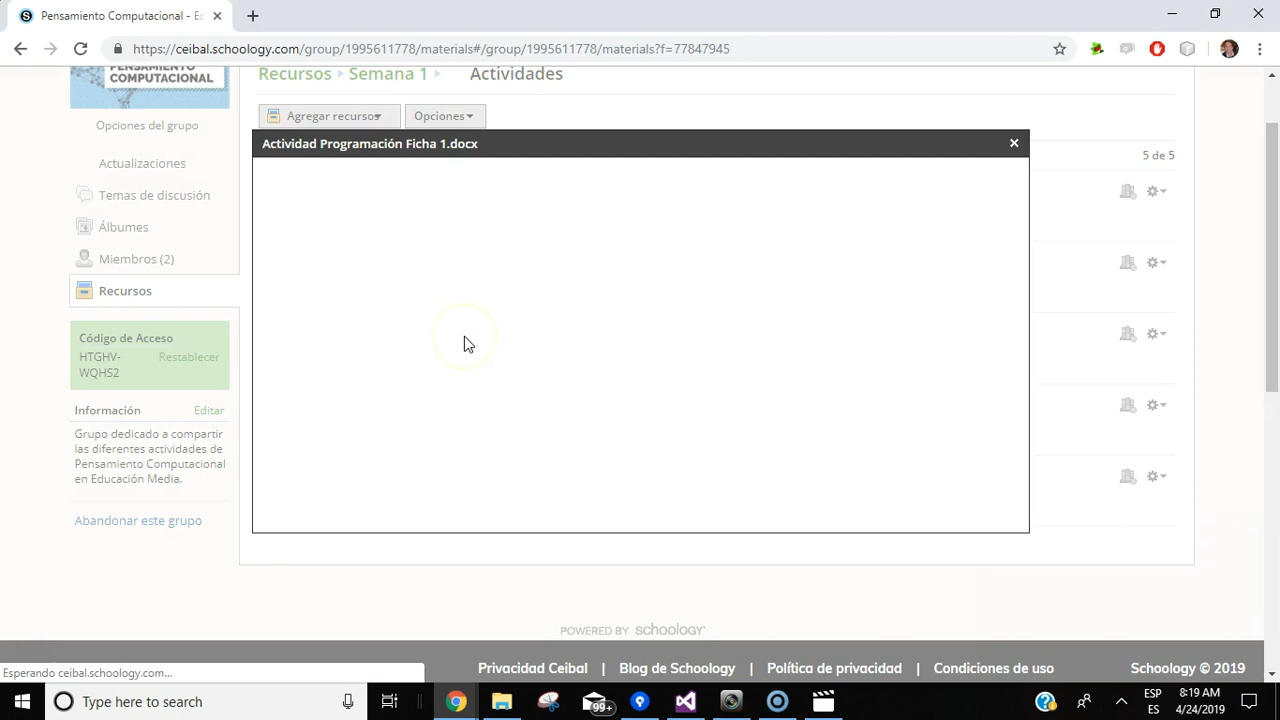 Pensamiento Computacional - Ed
https://ceibal.schoology.com/group/1995611778/materials#/group/1995611778/materials?f=77847945
PENSAMIENTO
COMPUTACIONAL
Recursos Semana 1 Actividades
Opciones del grupo
Agregar recursos Opciones
Actividad Programación Ficha 1.docx
5 de 5
Actualizaciones
Temas de discusión
Álbumes
Miembros (2)
Recursos
Código de Acceso
HTGHV-
WQHS2
Restablecer
Información Editar
Grupo dedicado a compartir
las diferentes actividades de
Pensamiento Computacional
en Educación Media.
Abandonar este grupo
POWERED BY schoology
Esperando ceibal.schoology.com...
Privacidad Ceibal | Blog de Schoology | Política de privacidad | Condiciones de uso
Schoology © 2019
Type here to search
99+
ESP
ES
8:19 AM
4/24/2019